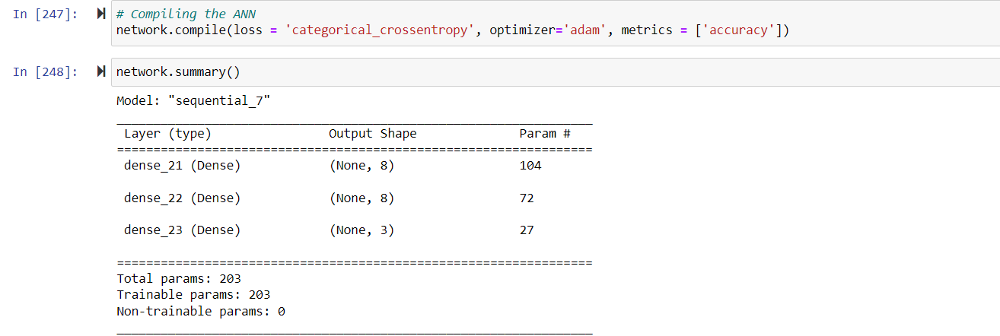 In [247]:
# Compiling the ANN
network.compile(loss = 'categorical_crossentropy', optimizer='adam', metrics = ['accuracy'])
In [248]:
network.summary()
Model: "sequential_7"
_________________________________________________________________
Layer (type) Output Shape Param #
=================================================================
dense_21 (Dense) (None, 8) 104
dense_22 (Dense) (None, 8) 72
dense_23 (Dense) (None, 3) 27
=================================================================
Total params: 203
Trainable params: 203
Non-trainable params: 0
_________________________________________________________________